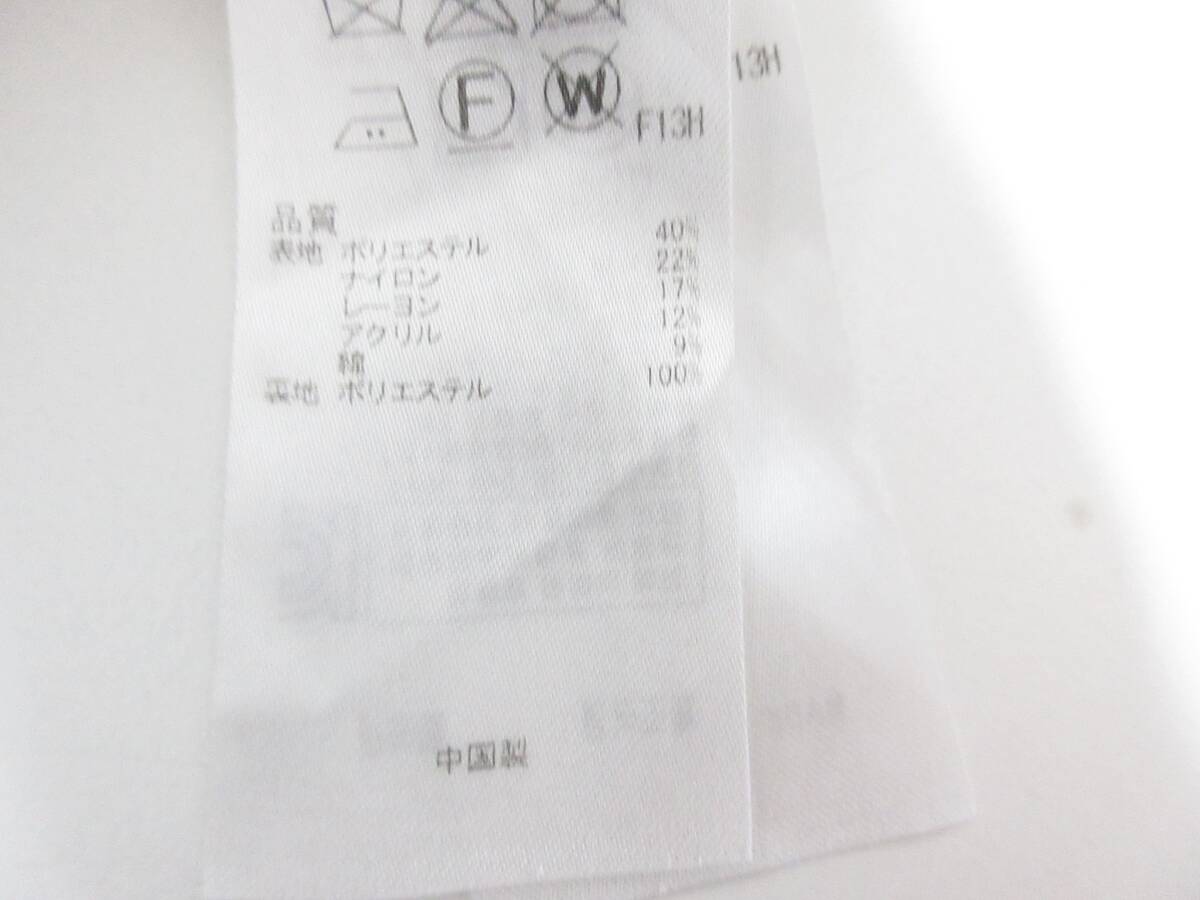 F
W
F13H
13H
品質
表地 ポリエステル 40%
ナイロン 22%
レーヨン 17%
アクリル 12%
綿 9%
裏地 ポリエステル 100%
中国製